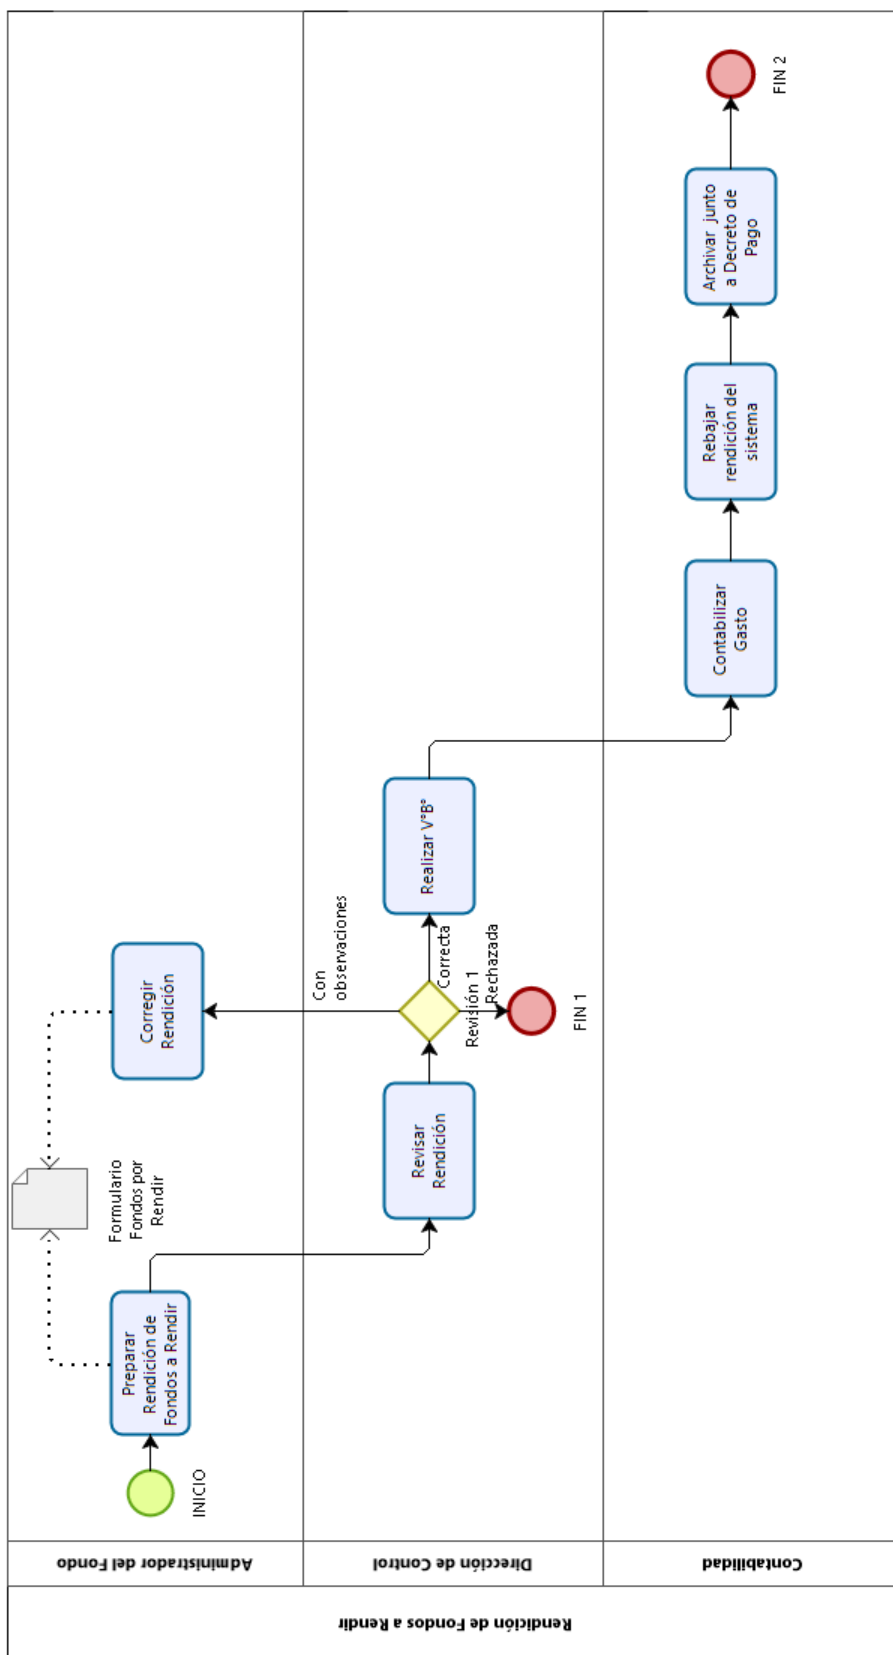 Rendición de Fondos a Rendir
Administrador del Fondo
INICIO
Preparar
Rendición de
Fondos a Rendir
Formulario
Fondos por
Rendir
Corregir
Rendición
Dirección de Control
Revisar
Rendición
Revisión 1
Con
observaciones
Correcta
Rechazada
FIN 1
Realizar V°B°
Contabilidad
Contabilizar
Gasto
Rebajar
rendición del
sistema
Archivar junto
a Decreto de
Pago
FIN 2